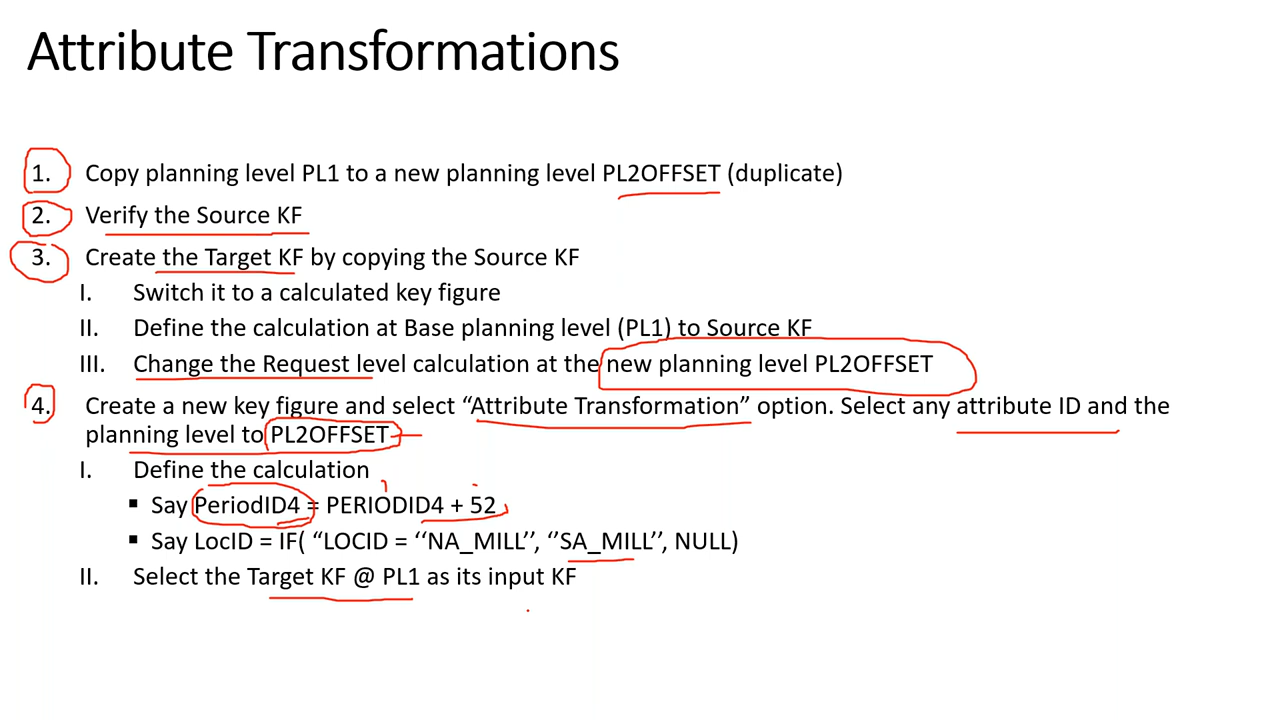 Attribute Transformations
1. Copy planning level PL1 to a new planning level PL2OFFSET (duplicate)
2. Verify the Source KF
3. Create the Target KF by copying the Source KF
I. Switch it to a calculated key figure
II. Define the calculation at Base planning level (PL1) to Source KF
III. Change the Request level calculation at the new planning level PL2OFFSET
4. Create a new key figure and select “Attribute Transformation” option. Select any attribute ID and the
planning level to PL2OFFSET
I. Define the calculation
▪ Say PeriodID4 = PERIODID4 + 52
▪ Say LocID = IF( “LOCID = ‘‘NA_MILL’’, ‘’SA_MILL’’, NULL)
II. Select the Target KF @ PL1 as its input KF